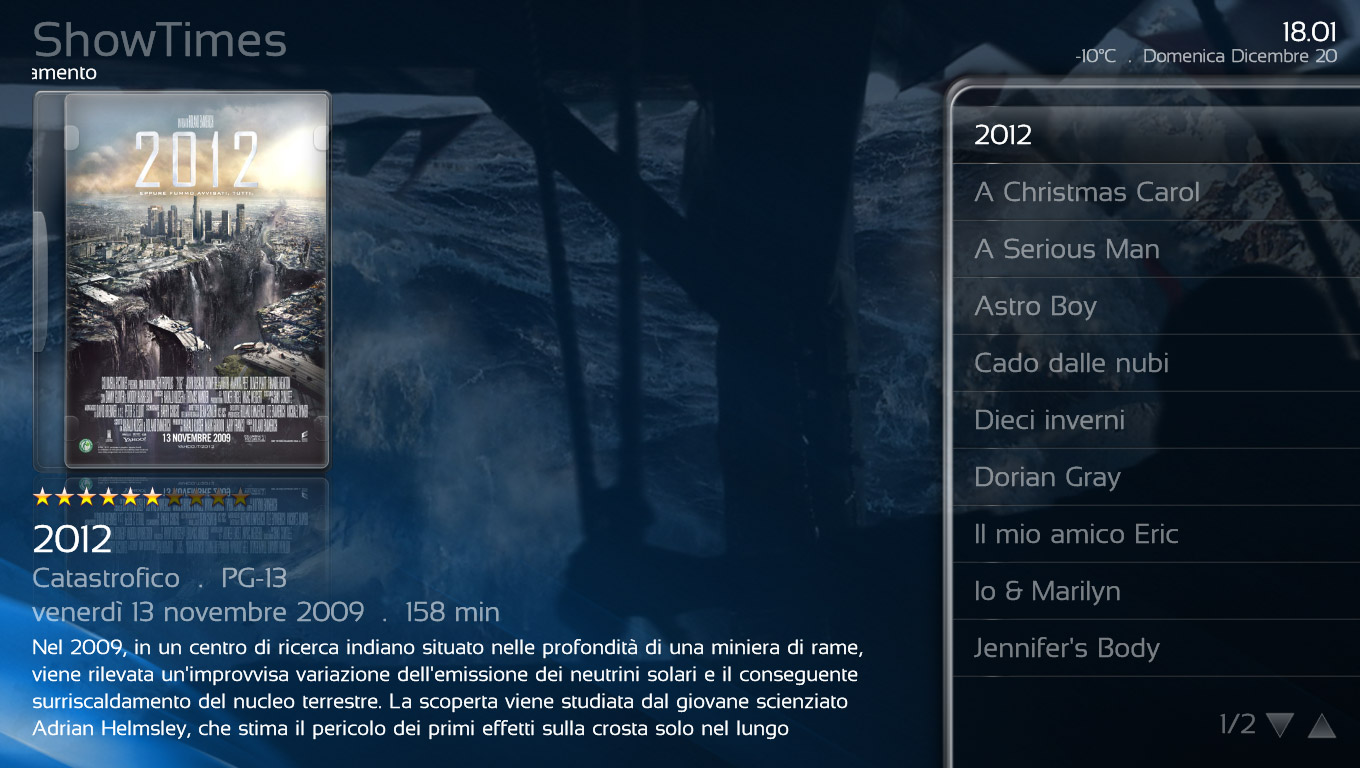 ShowTimes
amento
18.01
-10°C . Domenica Dicembre 20
2012
EPPURE FUMMO AVVISATI, TUTTI.
13 NOVEMBRE 2009
2012
Catastrofico . PG-13
venerdì 13 novembre 2009 . 158 min
Nel 2009, in un centro di ricerca indiano situato nelle profondità di una miniera di rame,
viene rilevata un'improvvisa variazione dell'emissione dei neutrini solari e il conseguente
surriscaldamento del nucleo terrestre. La scoperta viene studiata dal giovane scienziato
Adrian Helmsley, che stima il pericolo dei primi effetti sulla crosta solo nel lungo
2012
A Christmas Carol
A Serious Man
Astro Boy
Cado dalle nubi
Dieci inverni
Dorian Gray
Il mio amico Eric
Io & Marilyn
Jennifer's Body
1/2